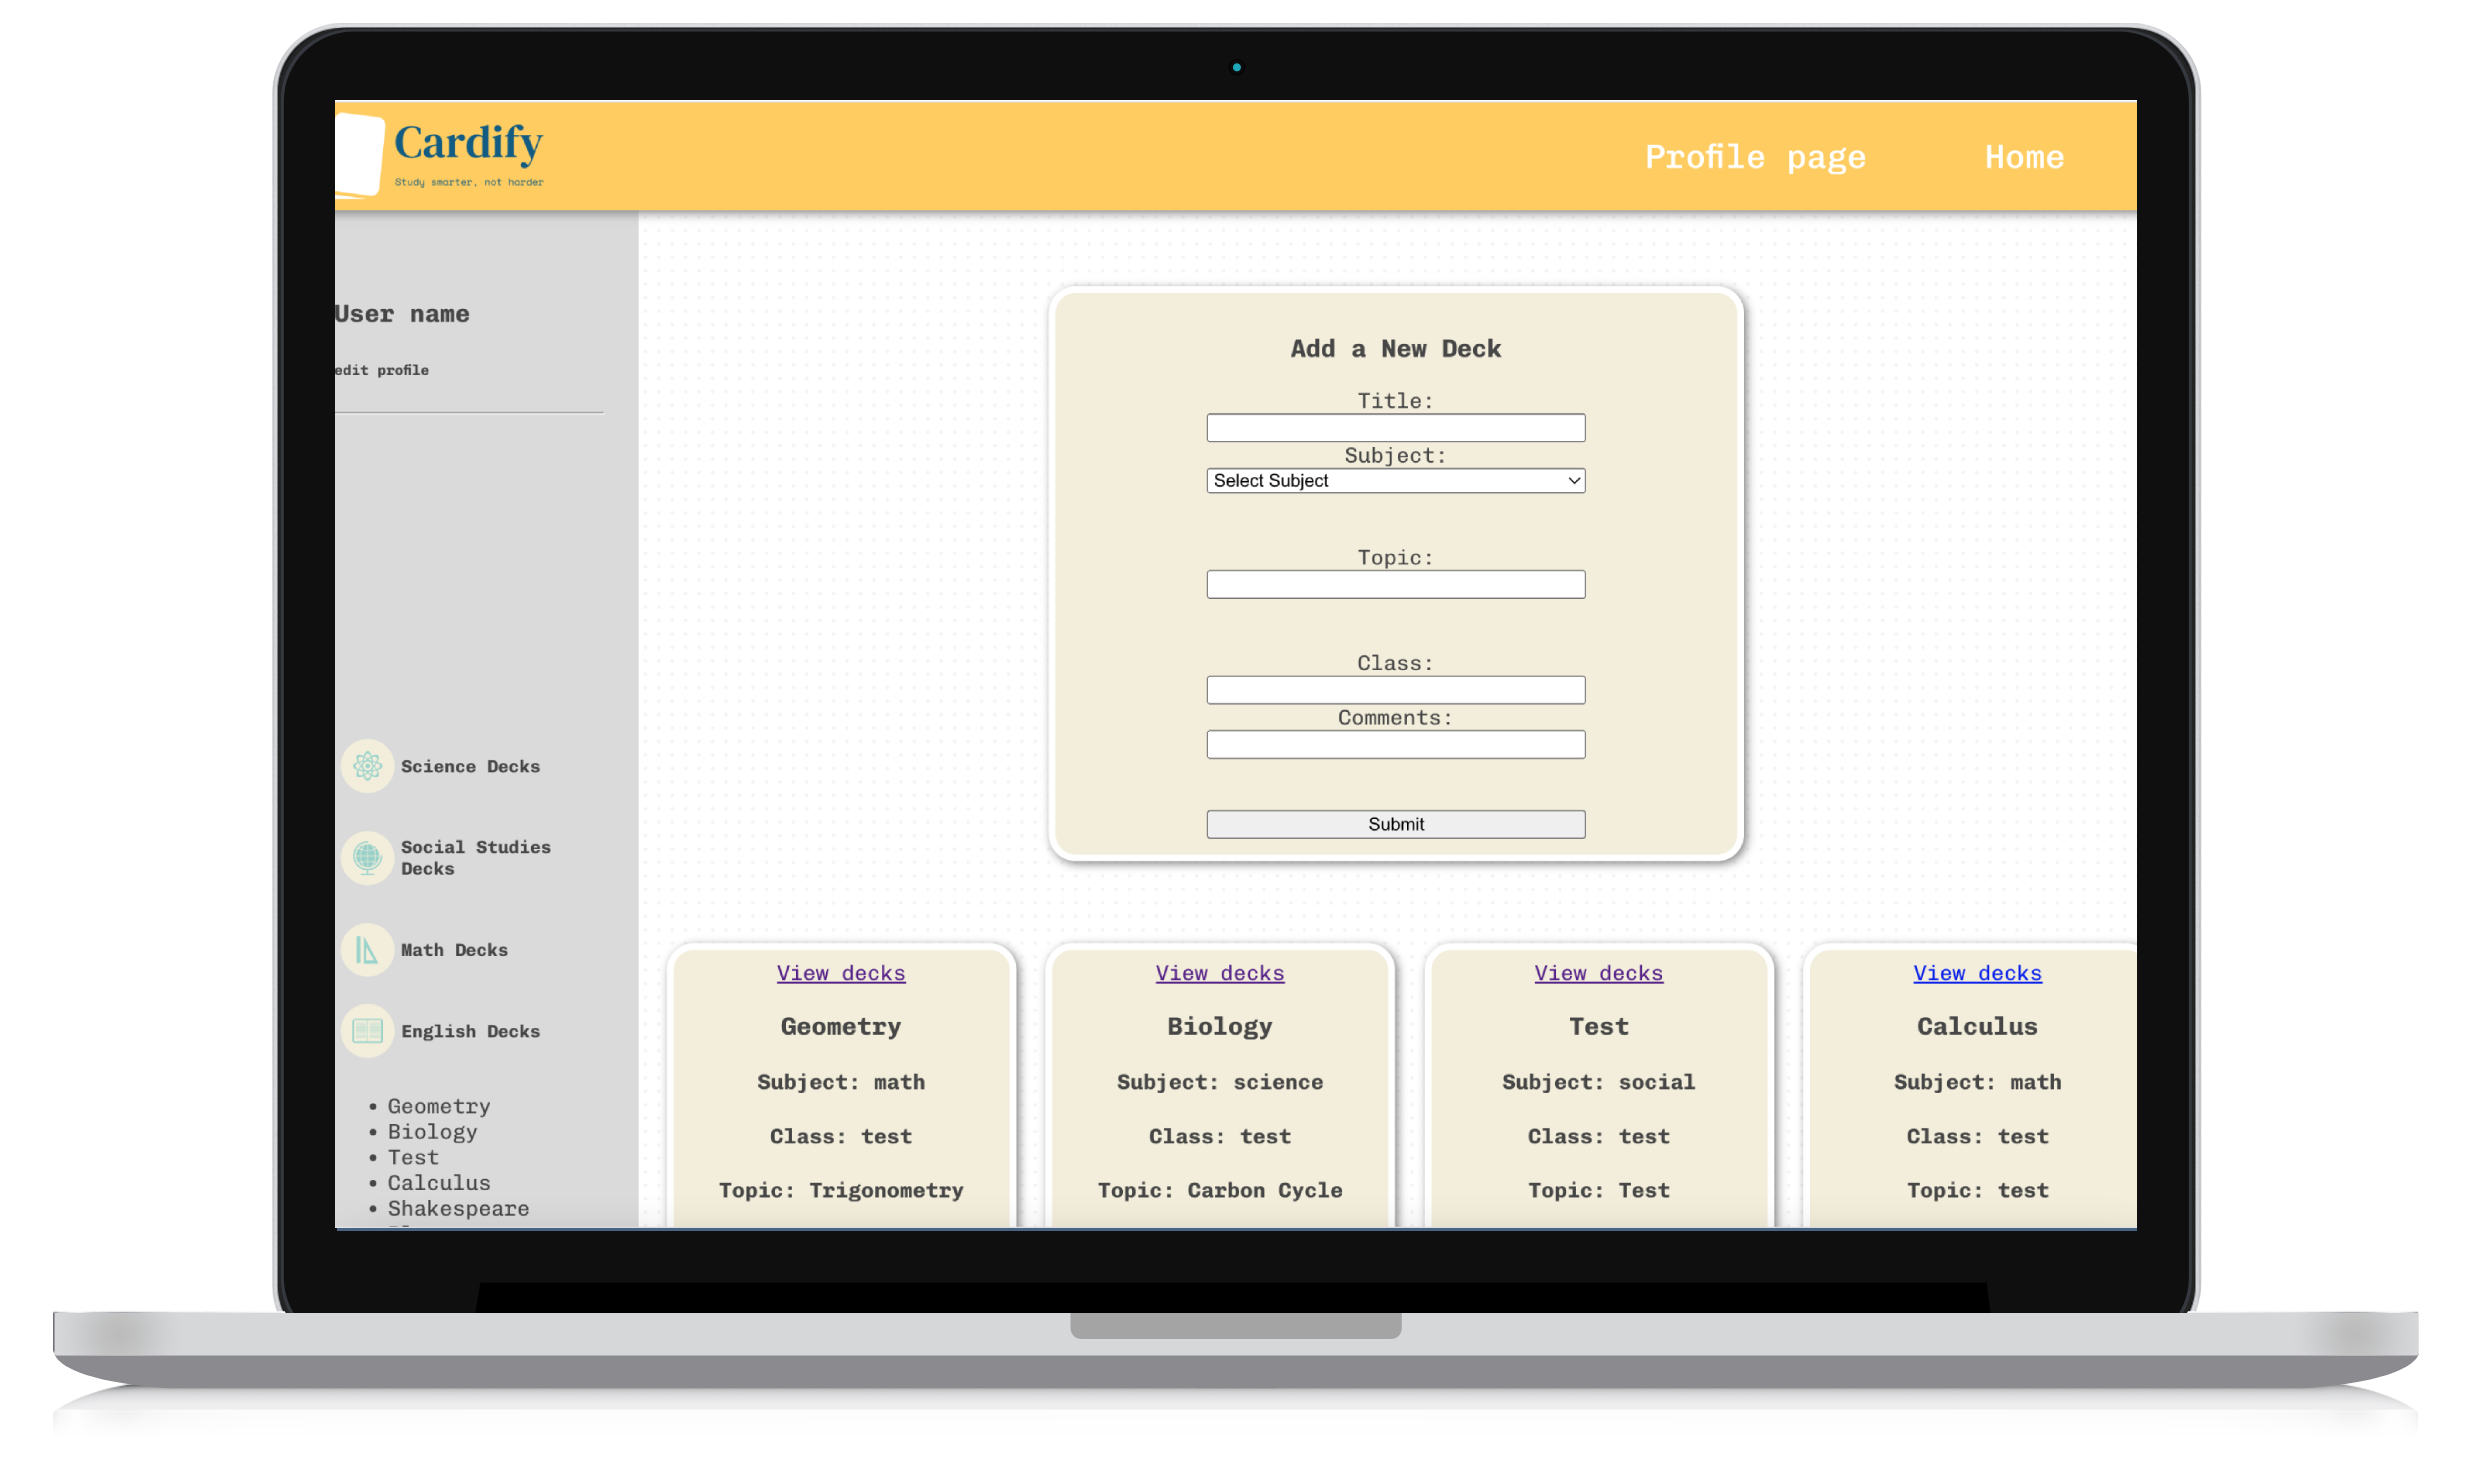 Cardify
Study smarter, not harder
Profile page
Home
User name
edit profile
Science Decks
Social Studies
Decks
Math Decks
English Decks
• Geometry
• Biology
• Test
• Calculus
• Shakespeare
Add a New Deck
Title:
Subject:
Select Subject
Topic:
Class:
Comments:
Submit
View decks
Geometry
Subject: math
Class: test
Topic: Trigonometry
View decks
Biology
Subject: science
Class: test
Topic: Carbon Cycle
View decks
Test
Subject: social
Class: test
Topic: Test
View decks
Calculus
Subject: math
Class: test
Topic: test